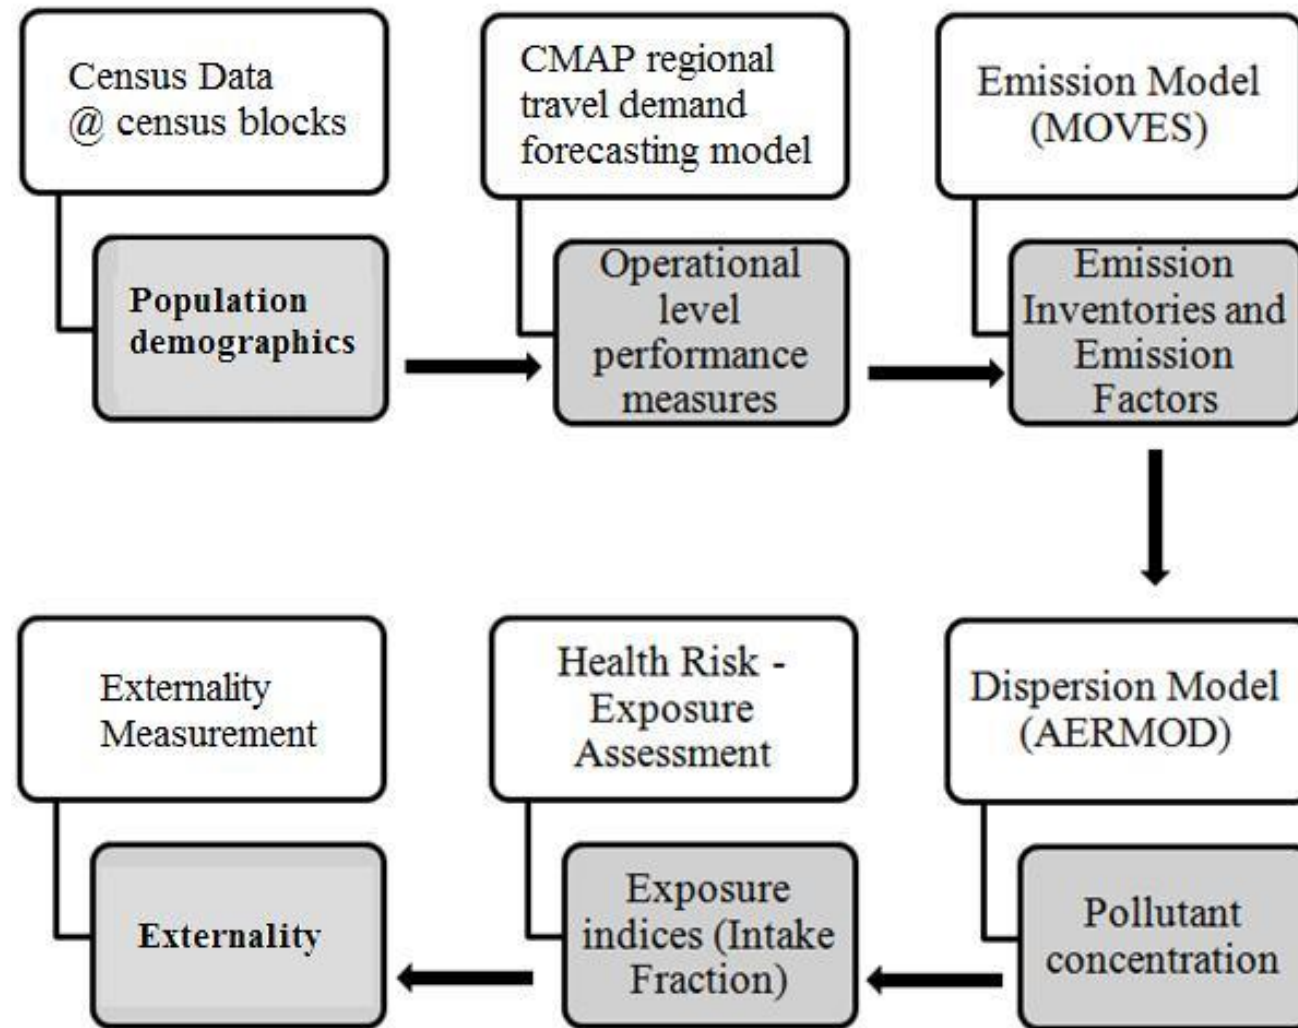 Census Data
@ census blocks
Population
demographics
CMAP regional
travel demand
forecasting model
Operational
level
performance
measures
Emission Model
(MOVES)
Emission
Inventories and
Emission
Factors
Externality
Measurement
Externality
Health Risk -
Exposure
Assessment
Exposure
indices (Intake
Fraction)
Dispersion Model
(AERMOD)
Pollutant
concentration